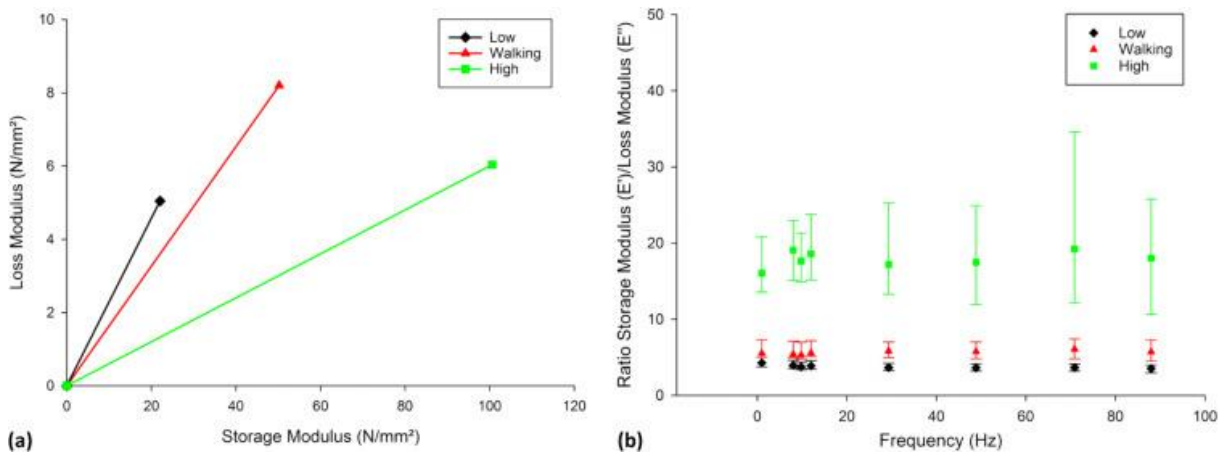 10
8
6
4
2
0
Loss Modulus (N/mm²)
Low
Walking
High
0 20 40 60 80 100 120
Storage Modulus (N/mm²)
(a)
50
40
30
20
10
0
Ratio Storage Modulus (E')/Loss Modulus (E'')
Low
Walking
High
0 20 40 60 80 100
Frequency (Hz)
(b)